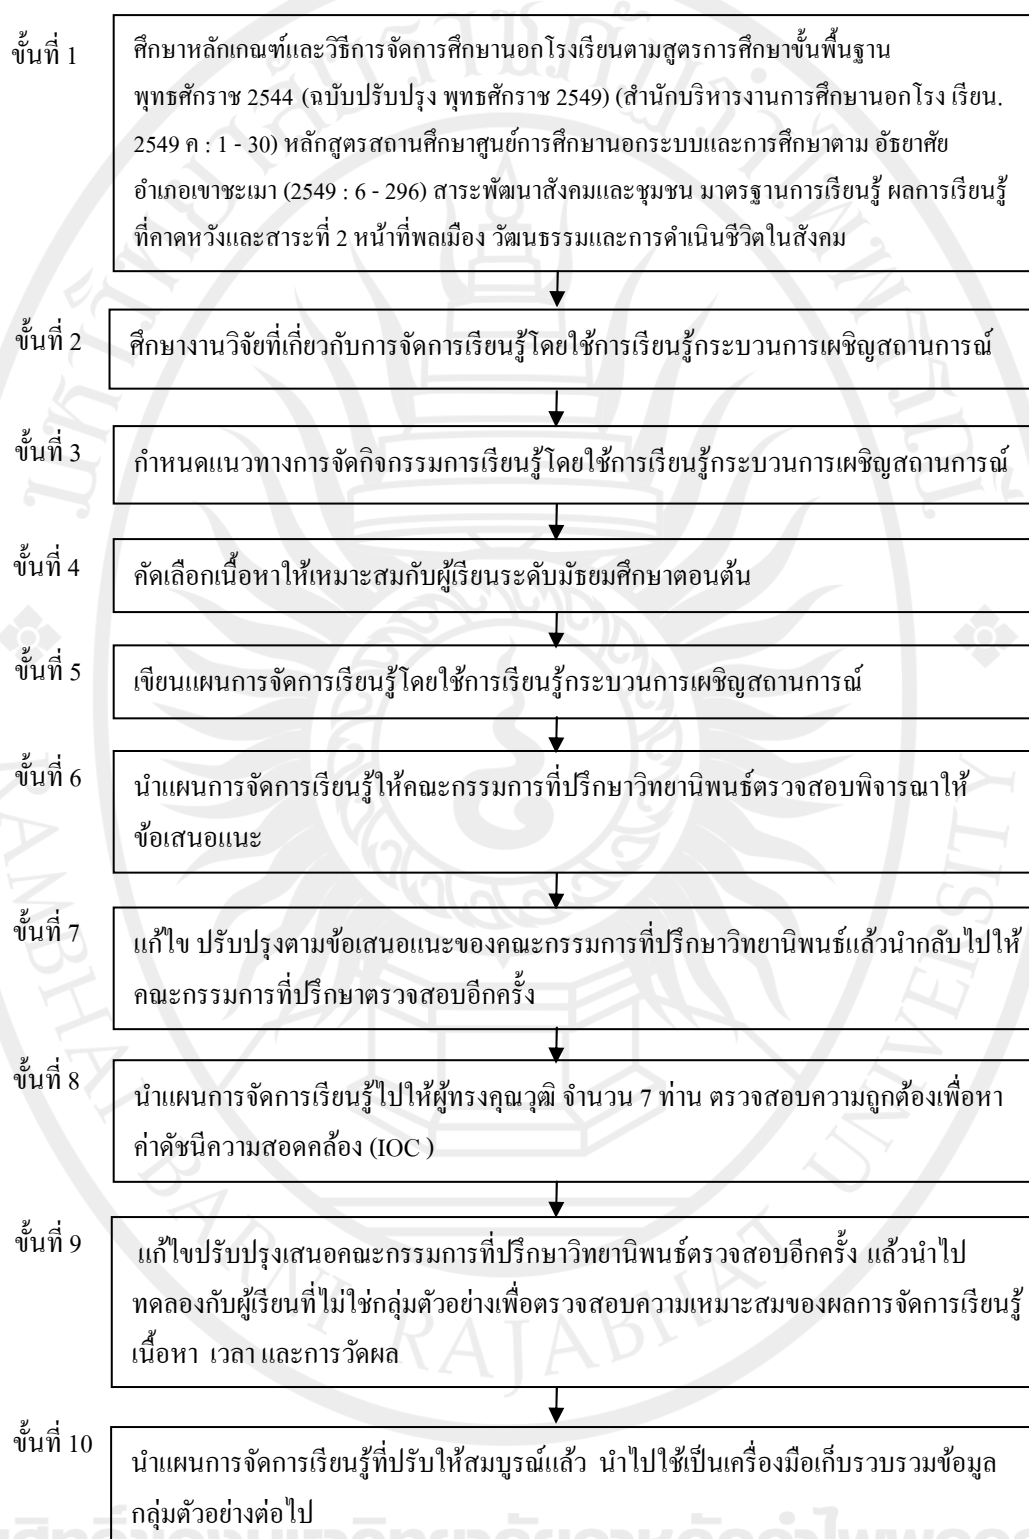 ขั้นที่ 1
ศึกษาหลักเกณฑ์และวิธีการจัดการศึกษานอกโรงเรียนตามสูตรการศึกษาขั้นพื้นฐาน
พุทธศักราช 2544 (ฉบับปรับปรุง พุทธศักราช 2549) (สำนักบริหารงานการศึกษานอกโรง เรียน.
2549 ค : 1 - 30) หลักสูตรสถานศึกษาศูนย์การศึกษานอกระบบและการศึกษาตาม อัธยาศัย
อำเภอเขาชะเมา (2549 : 6 - 296) สาระพัฒนาสังคมและชุมชน มาตรฐานการเรียนรู้ ผลการเรียนรู้
ที่คาดหวังและสาระที่ 2 หน้าที่พลเมือง วัฒนธรรมและการดำเนินชีวิตในสังคม
ขั้นที่ 2
ศึกษางานวิจัยที่เกี่ยวกับการจัดการเรียนรู้โดยใช้การเรียนรู้กระบวนการเผชิญสถานการณ์
ขั้นที่ 3
กำหนดแนวทางการจัดกิจกรรมการเรียนรู้โดยใช้การเรียนรู้กระบวนการเผชิญสถานการณ์
ขั้นที่ 4
คัดเลือกเนื้อหาให้เหมาะสมกับผู้เรียนระดับมัธยมศึกษาตอนต้น
ขั้นที่ 5
เขียนแผนการจัดการเรียนรู้โดยใช้การเรียนรู้กระบวนการเผชิญสถานการณ์
ขั้นที่ 6
นำแผนการจัดการเรียนรู้ให้คณะกรรมการที่ปรึกษาวิทยานิพนธ์ตรวจสอบพิจารณาให้
ข้อเสนอแนะ
ขั้นที่ 7
แก้ไข ปรับปรุงตามข้อเสนอแนะของคณะกรรมการที่ปรึกษาวิทยานิพนธ์แล้วนำกลับไปให้
คณะกรรมการที่ปรึกษาตรวจสอบอีกครั้ง
ขั้นที่ 8
นำแผนการจัดการเรียนรู้ไปให้ผู้ทรงคุณวุฒิ จำนวน 7 ท่าน ตรวจสอบความถูกต้องเพื่อหา
ค่าดัชนีความสอดคล้อง (IOC )
ขั้นที่ 9
แก้ไขปรับปรุงเสนอคณะกรรมการที่ปรึกษาวิทยานิพนธ์ตรวจสอบอีกครั้ง แล้วนำไป
ทดลองกับผู้เรียนที่ไม่ใช่กลุ่มตัวอย่างเพื่อตรวจสอบความเหมาะสมของผลการจัดการเรียนรู้
เนื้อหา เวลา และการวัดผล
ขั้นที่ 10
นำแผนการจัดการเรียนรู้ที่ปรับให้สมบูรณ์แล้ว นำไปใช้เป็นเครื่องมือเก็บรวบรวมข้อมูล
กลุ่มตัวอย่างต่อไป
RAMBHAI BARNI RAJABHAT UNIVERSITY